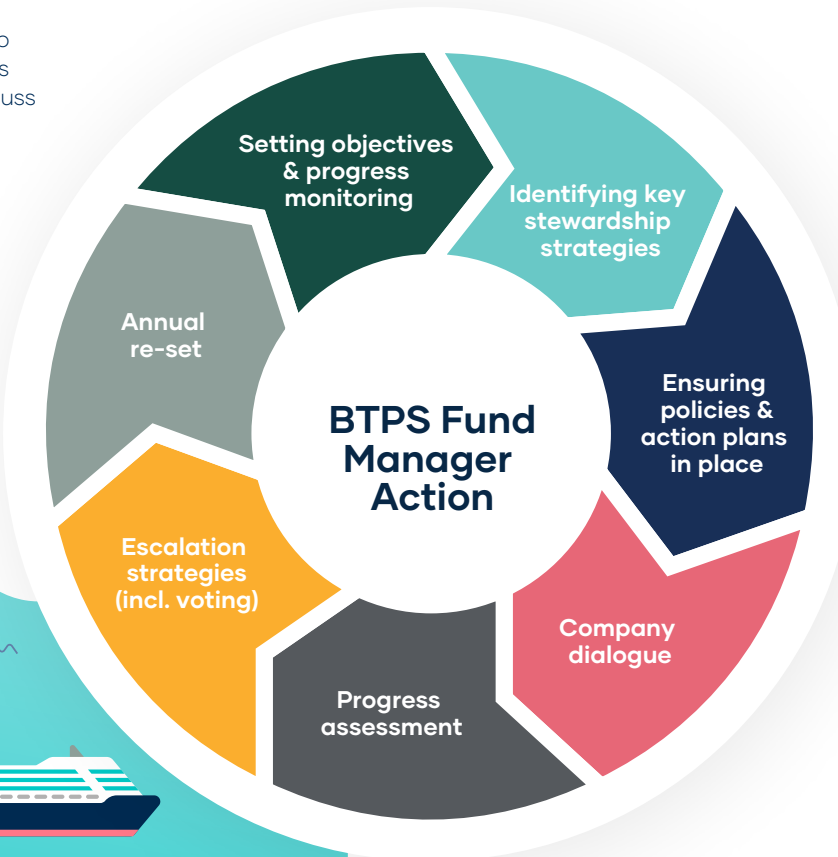 uss
Setting objectives
& progress
monitoring
Identifying key
stewardship
strategies
Ensuring
policies &
action plans
in place
Company
dialogue
Progress
assessment
Escalation
strategies
(incl. voting)
Annual
re-set
BTPS Fund
Manager
Action